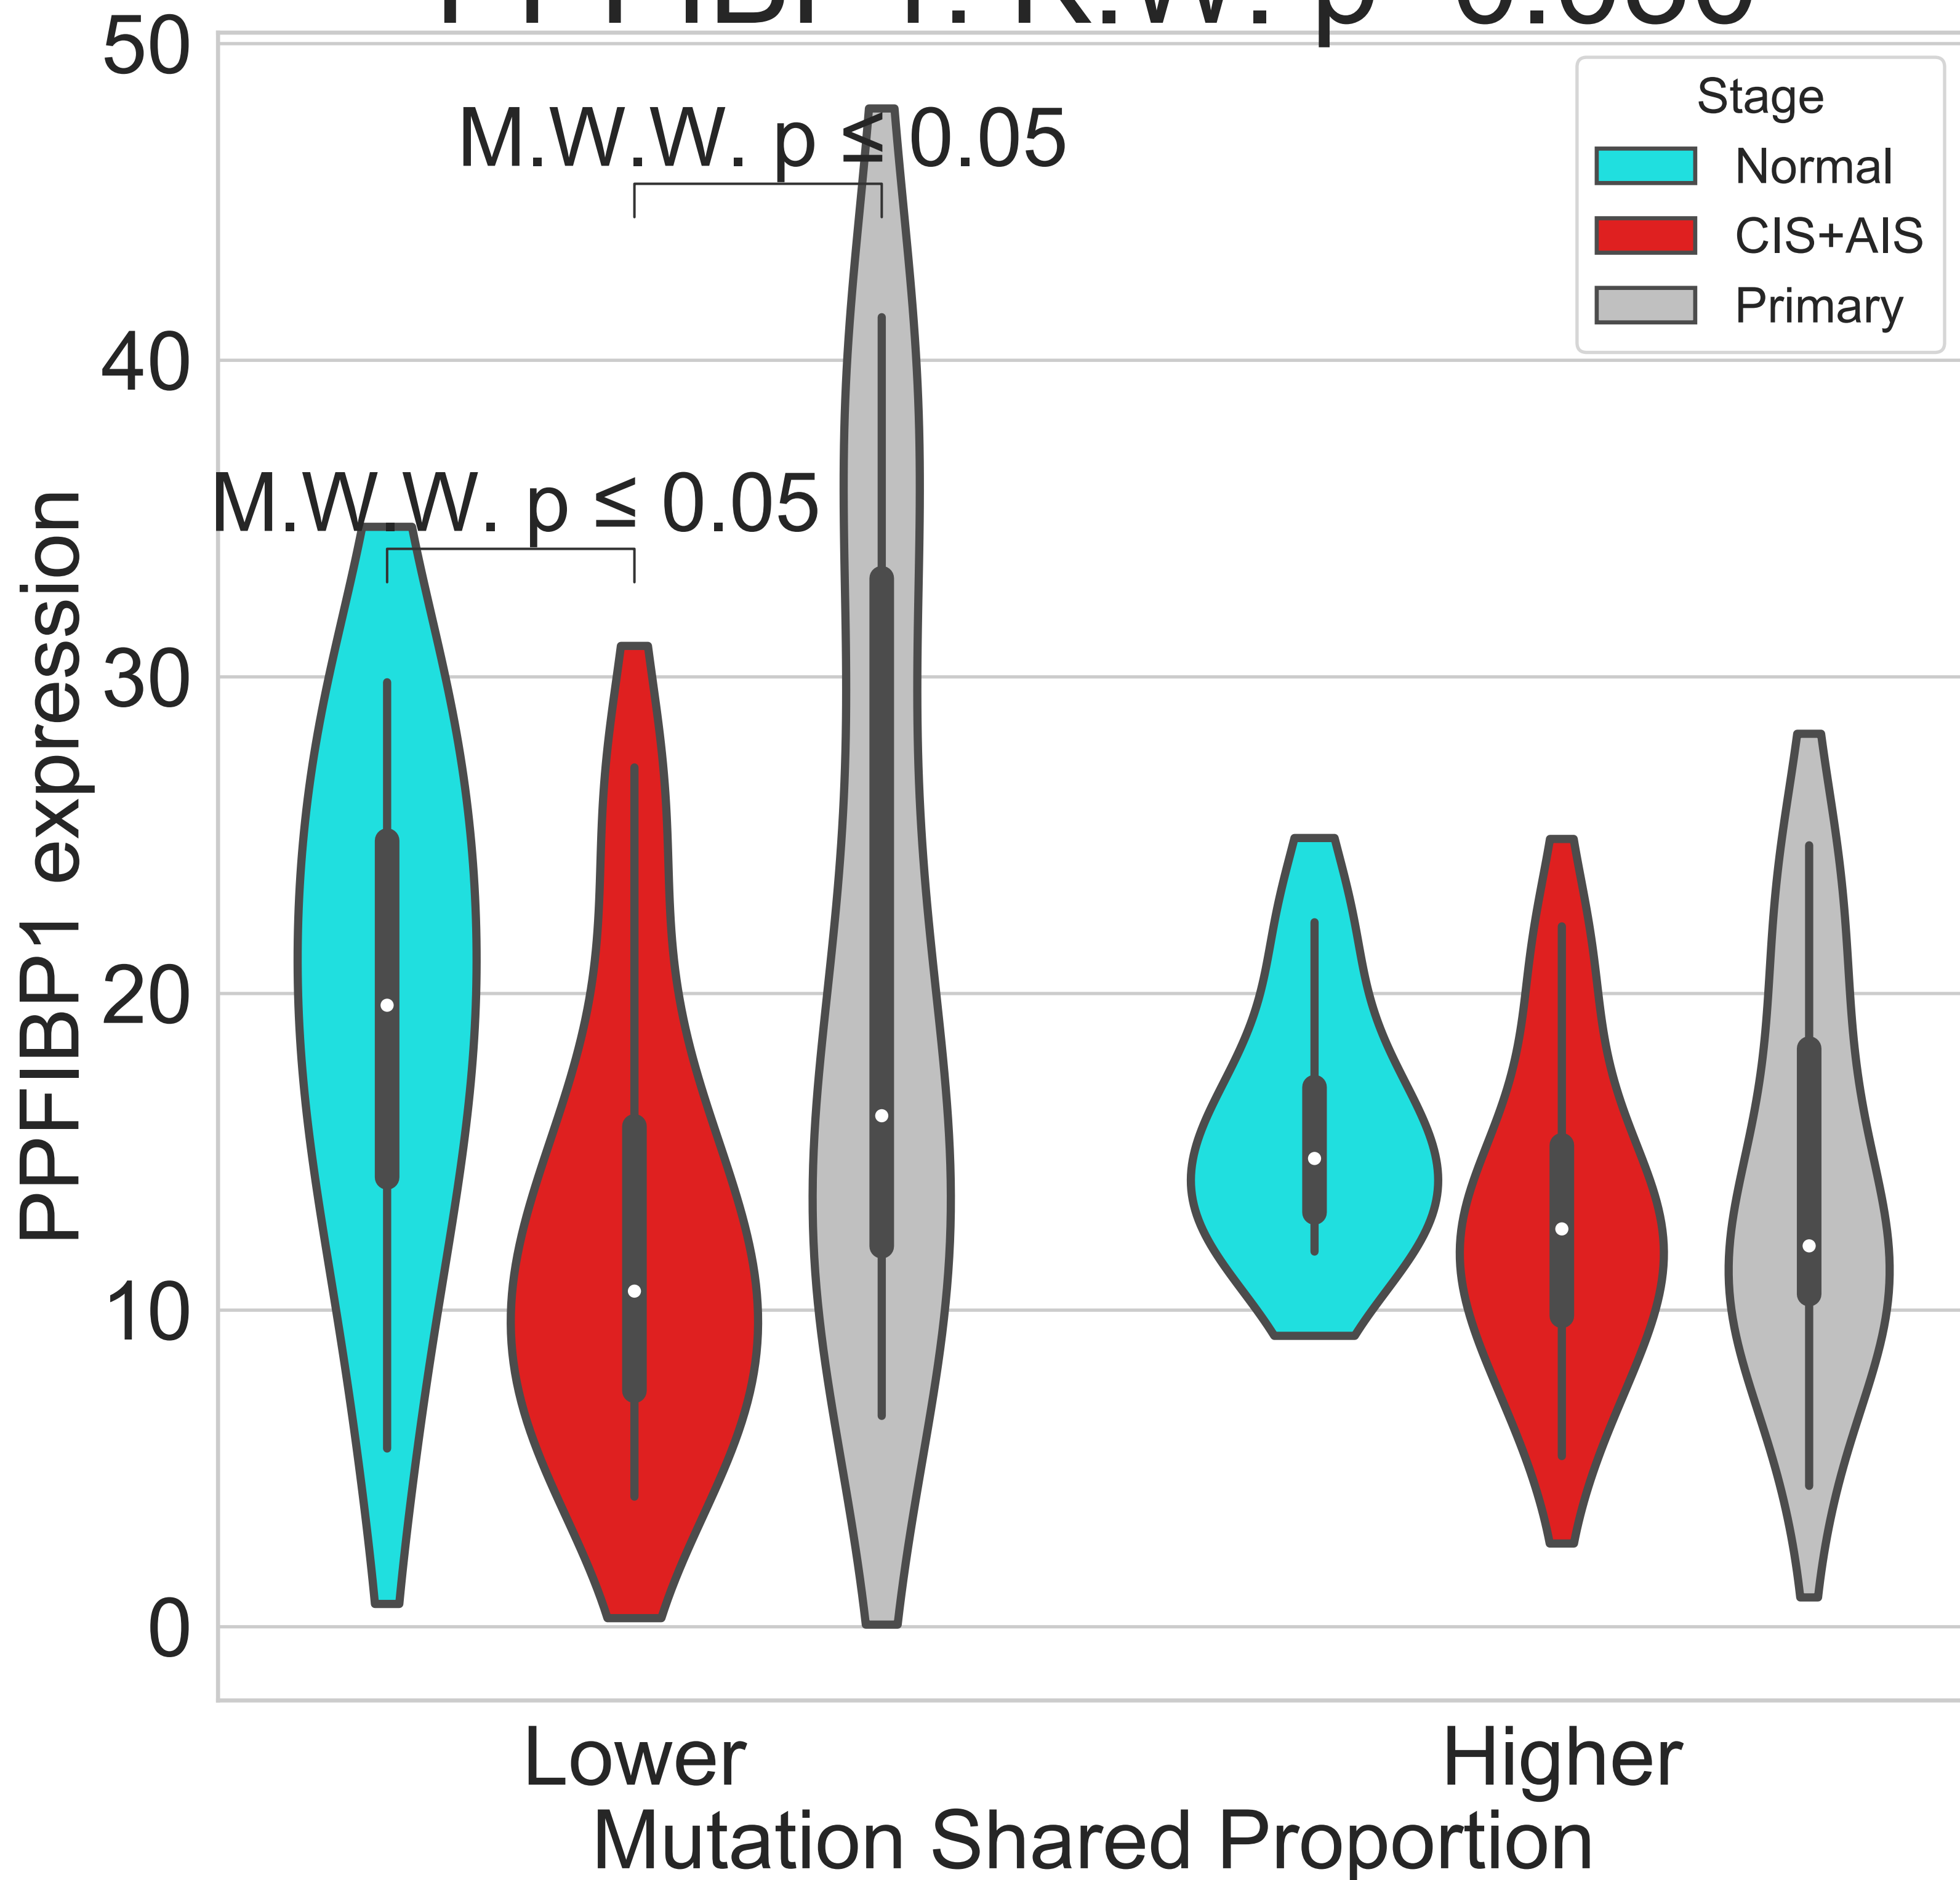 50
M.W.W. p ≤ 0.05
Stage
Normal
CIS+AIS
Primary
40
M.W.W. p ≤ 0.05
30
20
10
0
PPFIBP1 expression
Lower
Higher
Mutation Shared Proportion